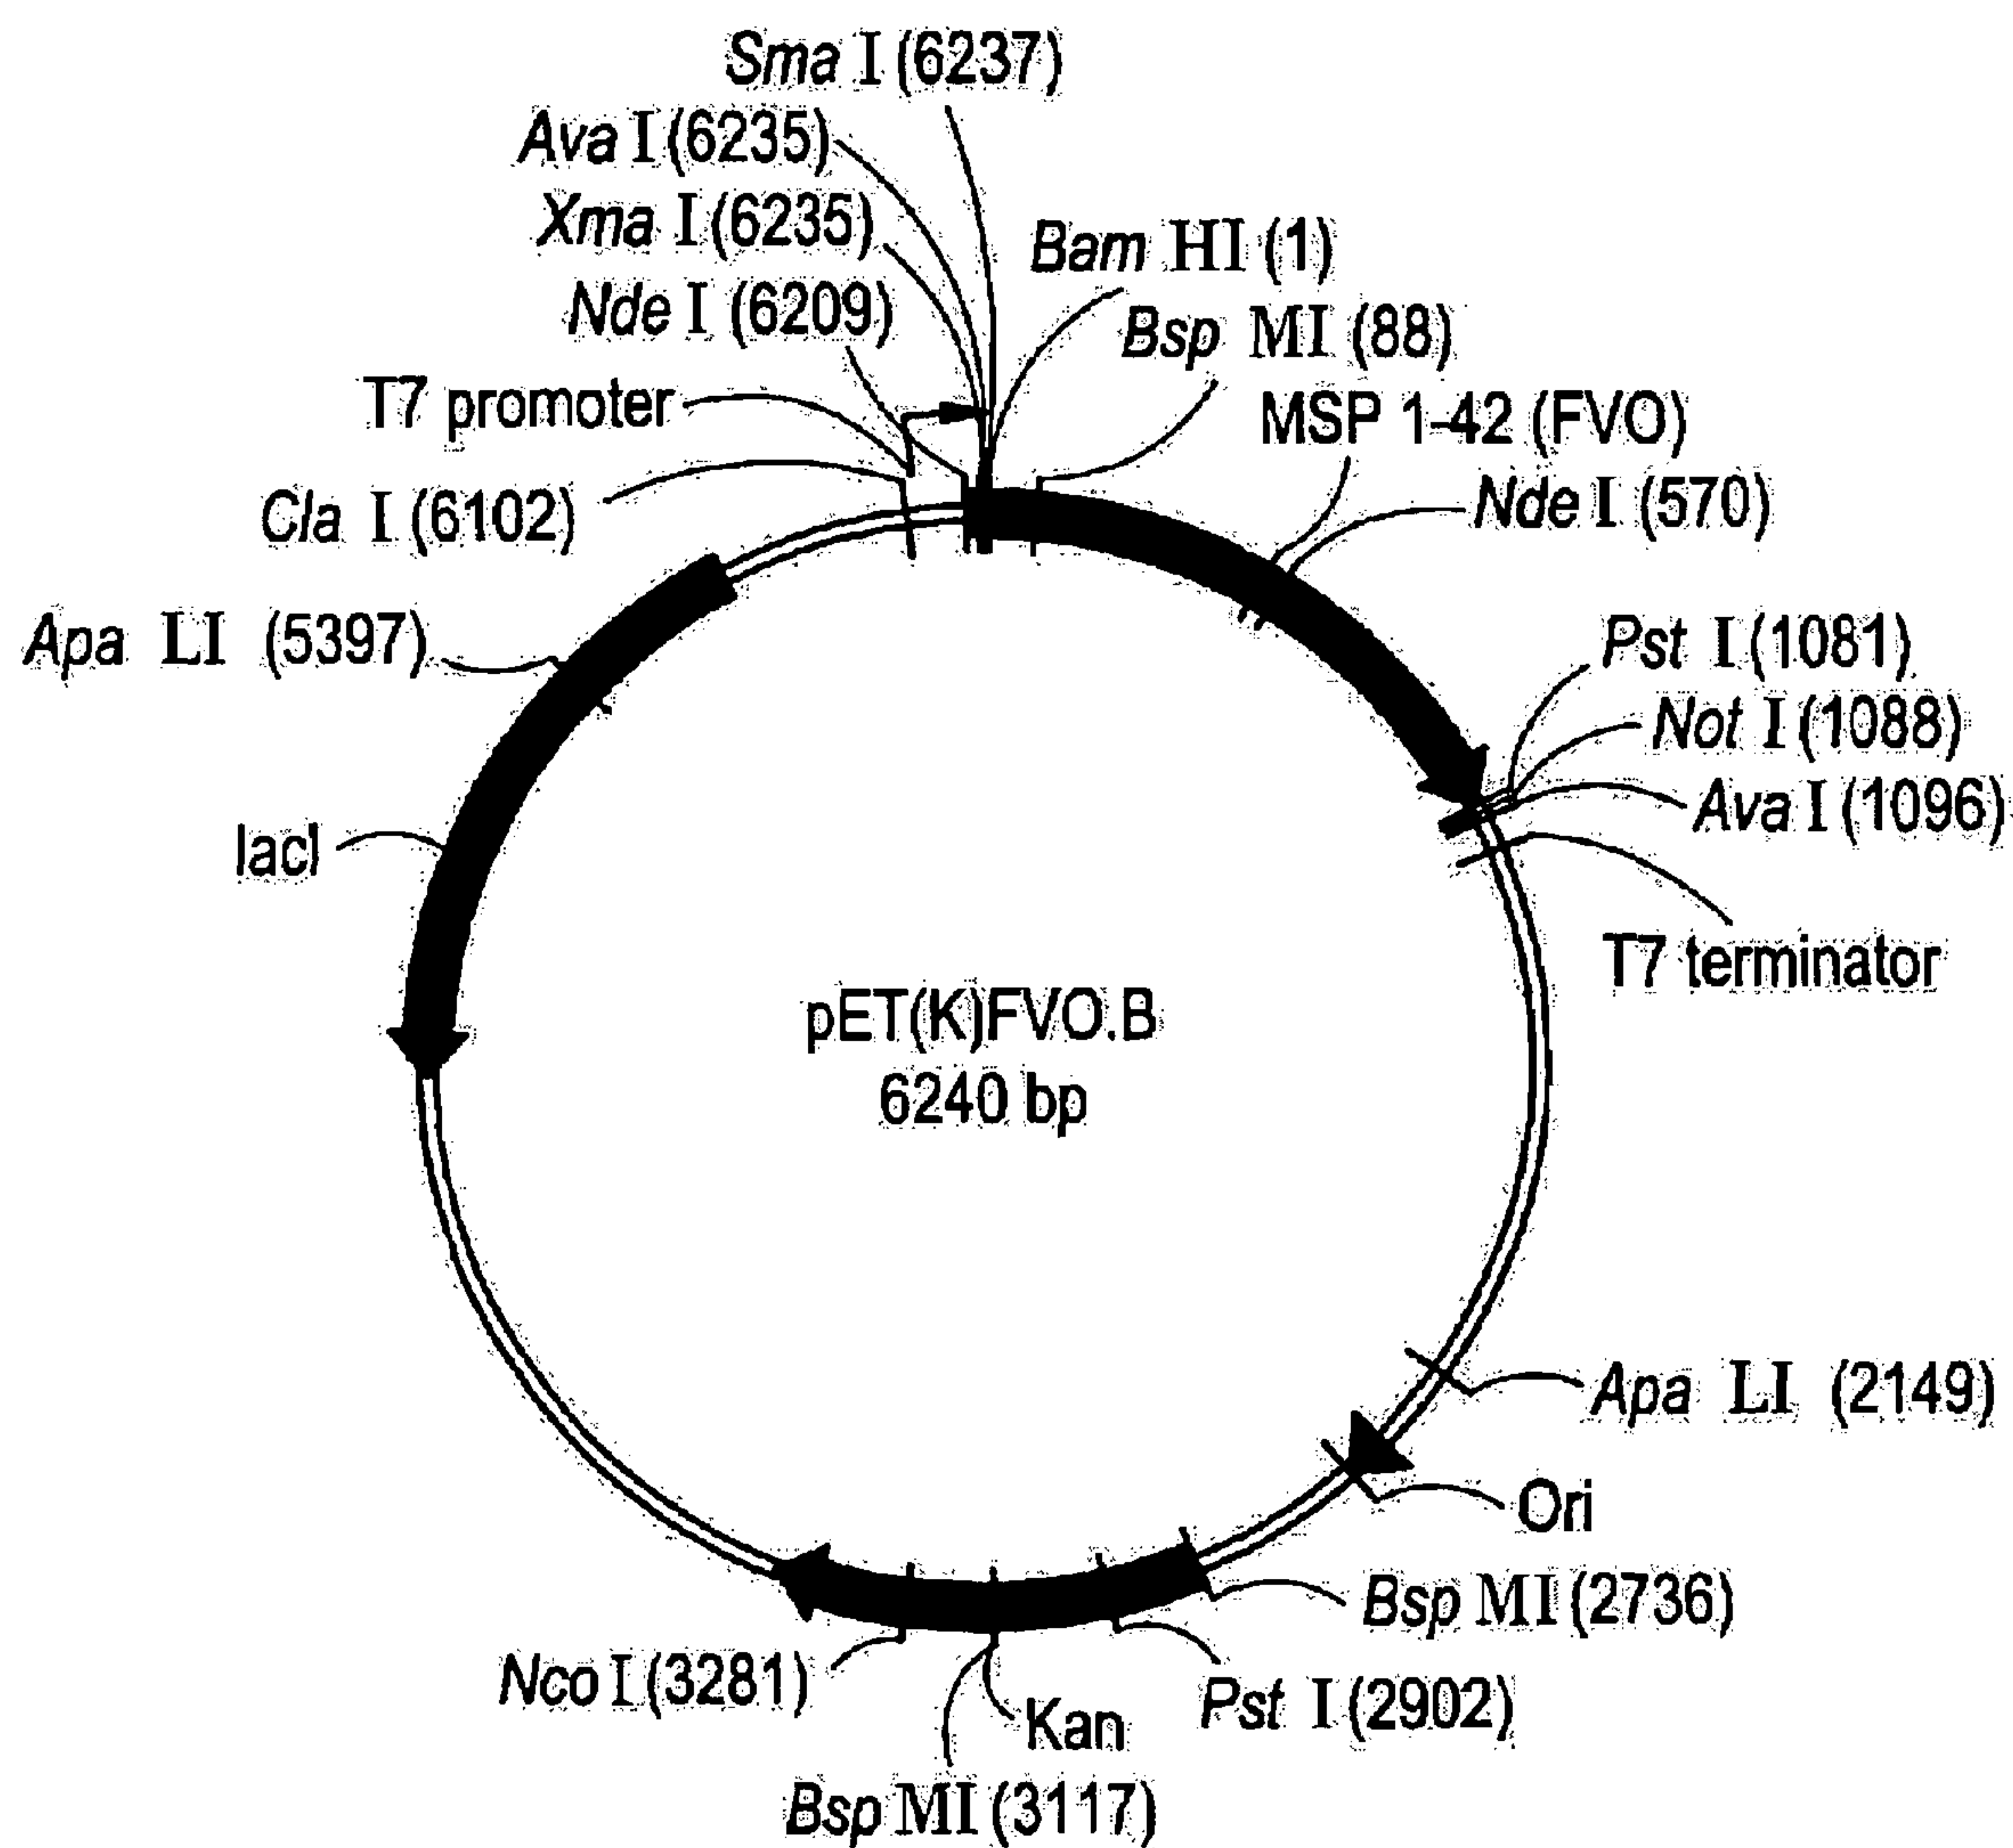 Sma I (6237)
Ava I (6235)
Xma I (6235)
Bam HI (1)
Nde I (6209)
Bsp MI (88)
T7 promoter
MSP 1-42 (FVO)
Cla I (6102)
Nde I (570)
Apa LI (5397)
Pst I (1081)
Not I (1088)
Ava I (1096)
lacI
T7 terminator
pET(K)FVO.B
6240 bp
Apa LI (2149)
Ori
Bsp MI (2736)
Nco I (3281)
Pst I (2902)
Kan
Bsp MI (3117)